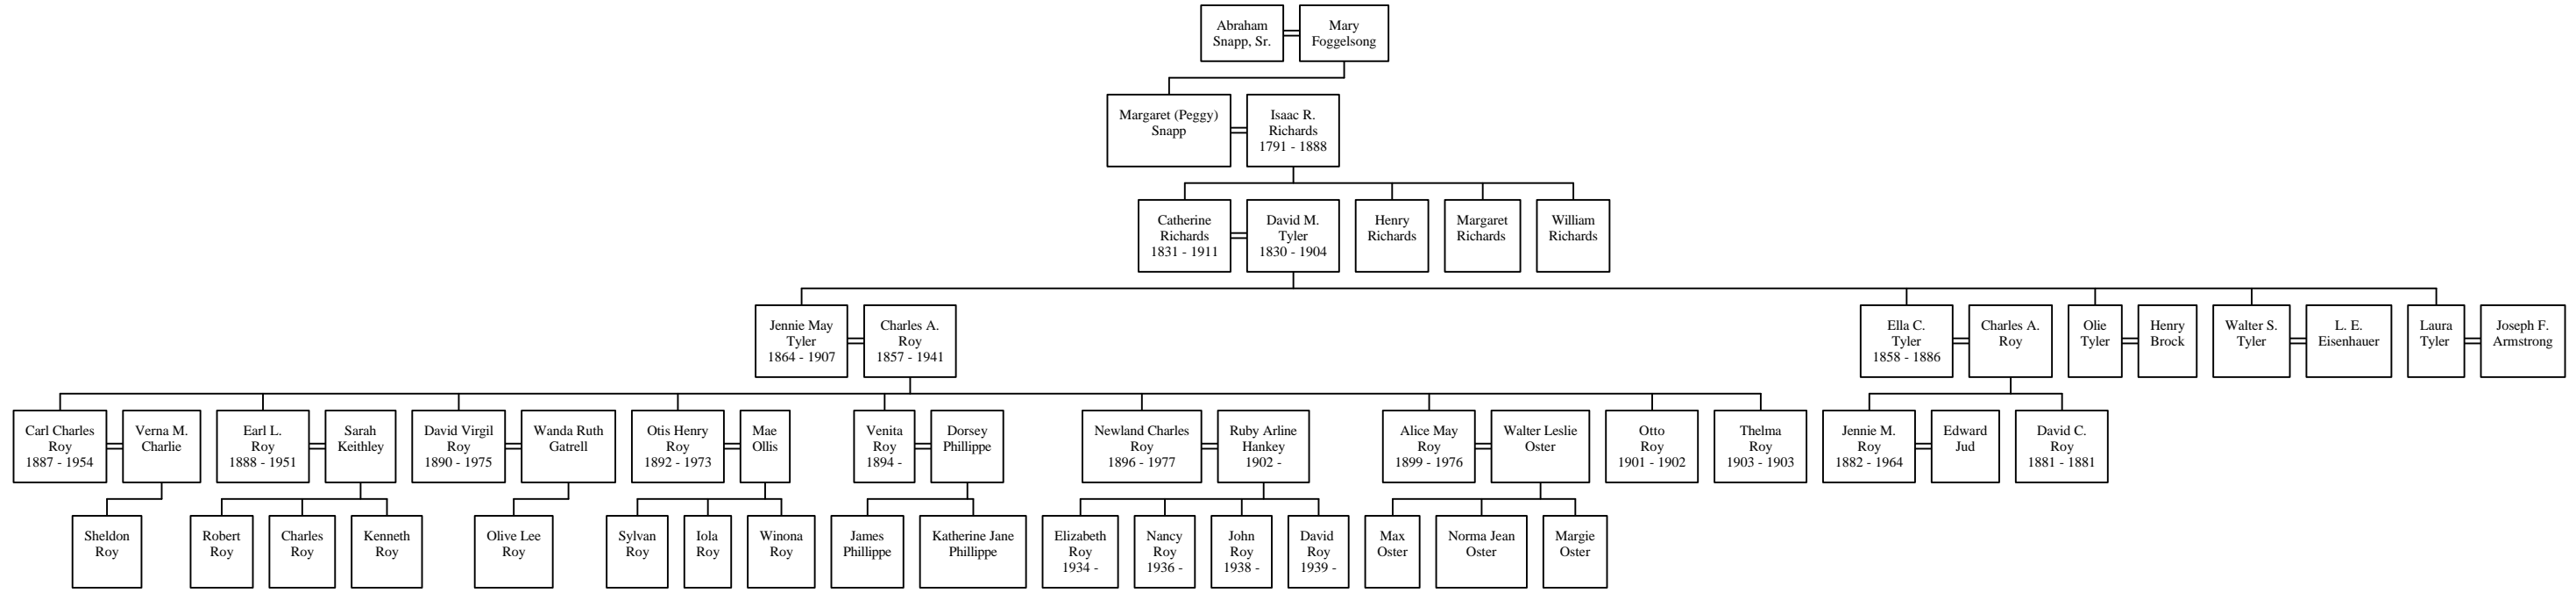 Abraham
Snapp, Sr.
Mary
Foggelsong
Margaret (Peggy)
Snapp
Isaac R.
Richards
1791 - 1888
Catherine
Richards
1831 - 1911
David M.
Tyler
1830 - 1904
Henry
Richards
Margaret
Richards
William
Richards
Jennie May
Tyler
1864 - 1907
Charles A.
Roy
1857 - 1941
Ella C.
Tyler
1858 - 1886
Charles A.
Roy
Olie
Tyler
Henry
Brock
Walter S.
Tyler
L. E.
Eisenhauer
Laura
Tyler
Joseph F.
Armstrong
Carl Charles
Roy
1887 - 1954
Verna M.
Charlie
Earl L.
Roy
1888 - 1951
Sarah
Keithley
David Virgil
Roy
1890 - 1975
Wanda Ruth
Gatrell
Otis Henry
Roy
1892 - 1973
Mae
Ollis
Venita
Roy
1894 -
Dorsey
Phillippe
Newland Charles
Roy
1896 - 1977
Ruby Arline
Hankey
1902 -
Alice May
Roy
1899 - 1976
Walter Leslie
Oster
Otto
Roy
1901 - 1902
Thelma
Roy
1903 - 1903
Jennie M.
Roy
1882 - 1964
Edward
Jud
David C.
Roy
1881 - 1881
Sheldon
Roy
Robert
Roy
Charles
Roy
Kenneth
Roy
Olive Lee
Roy
Sylvan
Roy
Iola
Roy
Winona
Roy
James
Phillippe
Katherine Jane
Phillippe
Elizabeth
Roy
1934 -
Nancy
Roy
1936 -
John
Roy
1938 -
David
Roy
1939 -
Max
Oster
Norma Jean
Oster
Margie
Oster